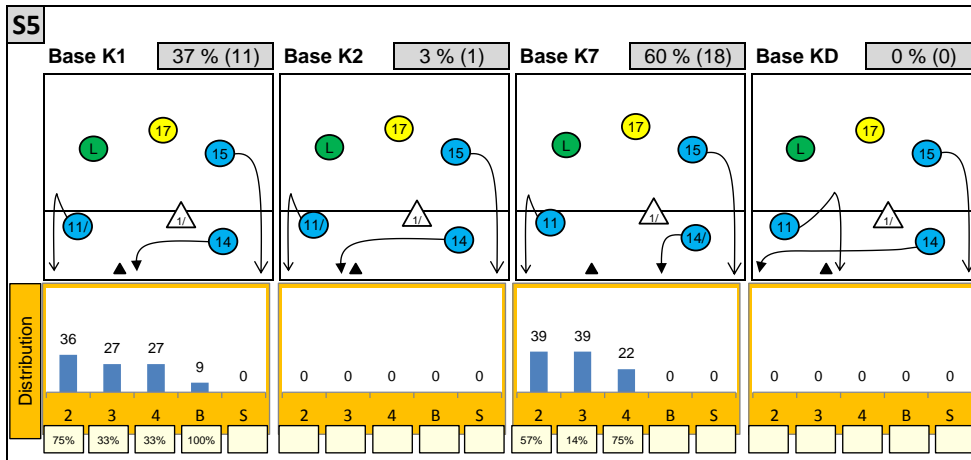 S5
Base K1 37 % (11) Base K2 3 % (1) Base K7 60 % (18) Base KD 0 % (0)
L 17 15 L 17 15 L 17 15 L 17 15
11/ 1/ 14 11/ 1/ 14 11 1/ 14/ 11 1/ 14
Distribution
36 27 27 9 0 0 0 0 0 0 39 39 22 0 0 0 0 0 0 0
2 3 4 B S 2 3 4 B S 2 3 4 B S 2 3 4 B S
75% 33% 33% 100% 57% 14% 75%